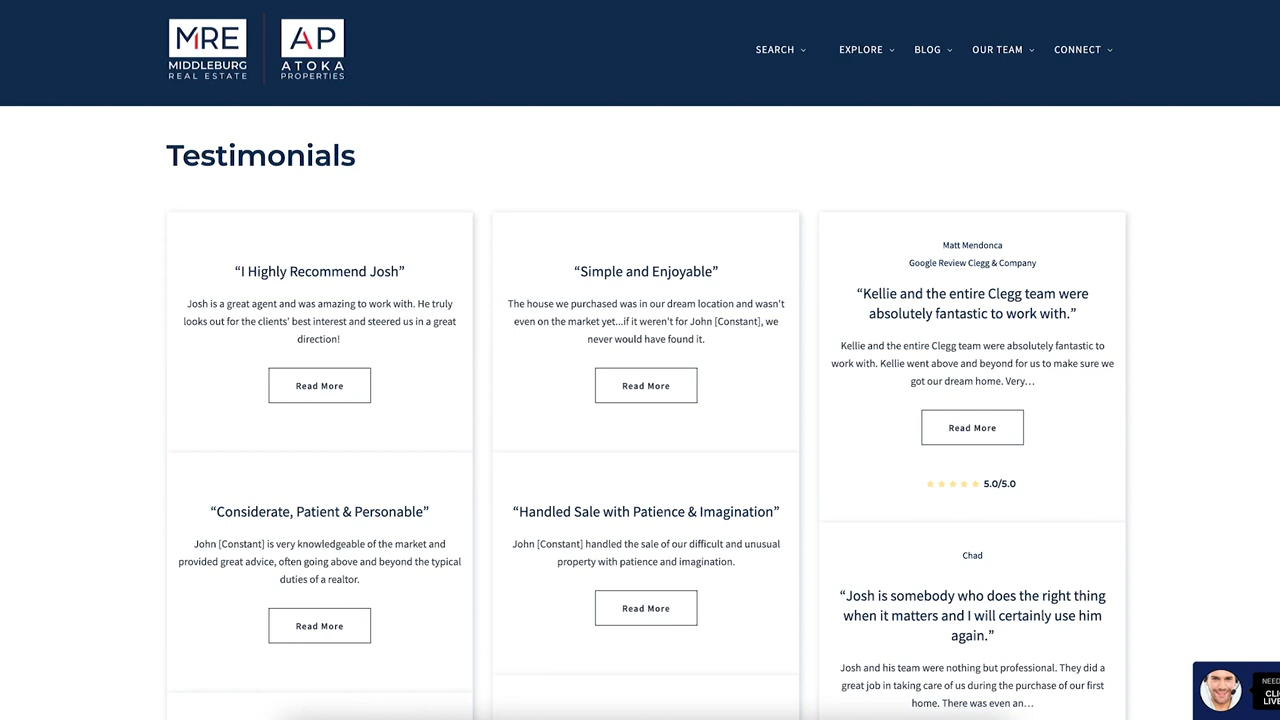 MRE
MIDDLEBURG
REAL ESTATE
AP
ATOKA
PROPERTIES
SEARCH
EXPLORE
BLOG
OUR TEAM
CONNECT
Testimonials
“I Highly Recommend Josh”
Josh is a great agent and was amazing to work with. He truly
looks out for the clients' best interest and steered us in a great
direction!
Read More
“Considerate, Patient & Personable”
John [Constant] is very knowledgeable of the market and
provided great advice, often going above and beyond the typical
duties of a realtor.
Read More
“Simple and Enjoyable”
The house we purchased was in our dream location and wasn't
even on the market yet...if it weren't for John [Constant], we
never would have found it.
Read More
“Handled Sale with Patience & Imagination”
John [Constant] handled the sale of our difficult and unusual
property with patience and imagination.
Read More
Matt Mendonca
Google Review Clegg & Company
“Kellie and the entire Clegg team were
absolutely fantastic to work with.”
Kellie and the entire Clegg team were absolutely fantastic to
work with. Kellie went above and beyond for us to make sure we
got our dream home. Very…
Read More
5.0/5.0
Chad
“Josh is somebody who does the right thing
when it matters and I will certainly use him
again.”
Josh and his team were nothing but professional. They did a
great job in taking care of us during the purchase of our first
home. There was even an…
NEED
CLI
LIVE